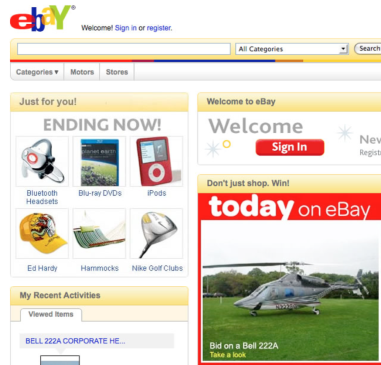 ebaY®
Welcome! Sign in or register.
All Categories
Search
Categories ▾ Motors Stores
Just for you!
ENDING NOW!
Bluetooth
Headsets
Blu-ray DVDs
iPods
Ed Hardy
Hammocks
Nike Golf Clubs
My Recent Activities
Viewed Items
BELL 222A CORPORATE HE...
Welcome to eBay
Welcome
Sign In
New
Regist
Don't just shop. Win!
today on eBay
Bid on a Bell 222A
Take a look